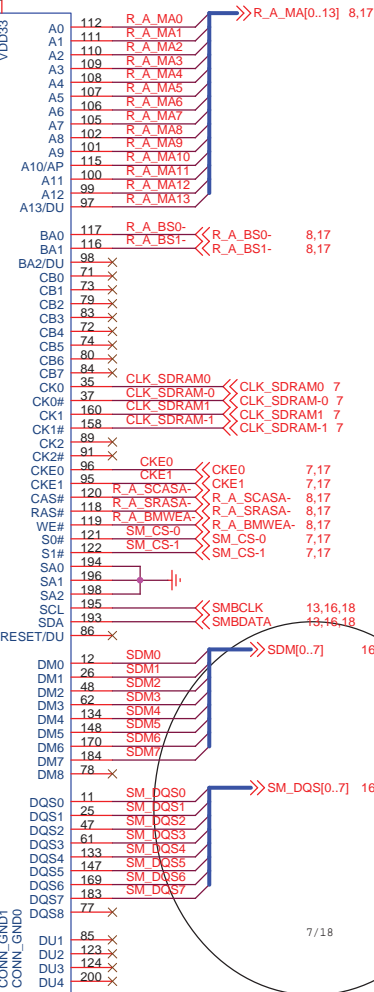 VDD33
A0 112 R_A_MA0 R_A_MA[0..13] 8,17
A1 111 R_A_MA1
A2 110 R_A_MA2
A3 109 R_A_MA3
A4 108 R_A_MA4
A5 107 R_A_MA5
A6 106 R_A_MA6
A7 105 R_A_MA7
A8 102 R_A_MA8
A9 101 R_A_MA9
A10/AP 115 R_A_MA10
A11 100 R_A_MA11
A12 99 R_A_MA12
A13/DU 97 R_A_MA13
BA0 117 R_A_BS0- R_A_BS0- 8,17
BA1 116 R_A_BS1- R_A_BS1- 8,17
BA2/DU 98
CB0 71
CB1 73
CB2 79
CB3 83
CB4 72
CB5 74
CB6 80
CB7 84
CK0 35 CLK_SDRAM0 CLK_SDRAM0 7
CK0# 37 CLK_SDRAM-0 CLK_SDRAM-0 7
CK1 160 CLK_SDRAM1 CLK_SDRAM1 7
CK1# 158 CLK_SDRAM-1 CLK_SDRAM-1 7
CK2 89
CK2# 91
CKE0 96 CKE0 CKE0 7,17
CKE1 95 CKE1 CKE1 7,17
CAS# 120 R_A_SCASA- R_A_SCASA- 8,17
RAS# 118 R_A_SRASA- R_A_SRASA- 8,17
WE# 119 R_A_BMWEA- R_A_BMWEA- 8,17
S0# 121 SM_CS-0 SM_CS-0 7,17
S1# 122 SM_CS-1 SM_CS-1 7,17
SA0 194
SA1 196
SA2 198
SCL 195 SMBCLK 13,16,18
SDA 193 SMBDATA 13,16,18
RESET/DU 86
DM0 12 SDM0 SDM[0..7] 16
DM1 26 SDM1
DM2 48 SDM2
DM3 62 SDM3
DM4 134 SDM4
DM5 148 SDM5
DM6 170 SDM6
DM7 184 SDM7
DM8 78
DQS0 11 SM_DQS0 SM_DQS[0..7] 16
DQS1 25 SM_DQS1
DQS2 47 SM_DQS2
DQS3 61 SM_DQS3
DQS4 133 SM_DQS4
DQS5 147 SM_DQS5
DQS6 169 SM_DQS6
DQS7 183 SM_DQS7
DQS8 77
7/18
DU1 85
DU2 123
DU3 124
DU4 200
CONN_GND1
CONN_GND0